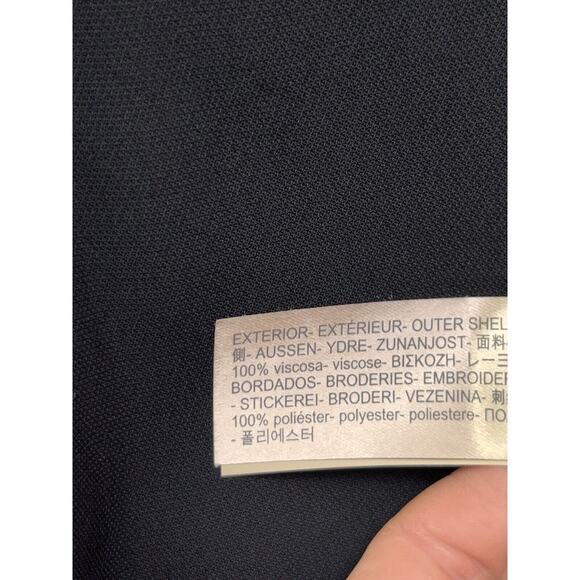 EXTERIOR- EXTÉRIEUR- OUTER SHEL
側- AUSSEN- YDRE- ZUNANJOST- 面料-
100% viscosa- viscose- ΒΙΣΚΟΖΗ- レーヨ
BORDADOS- BRODERIES- EMBROIDER
- STICKEREI- BRODERI- VEZENINA- 刺
100% poliéster- polyester- poliestere- ПО
- 폴리에스터